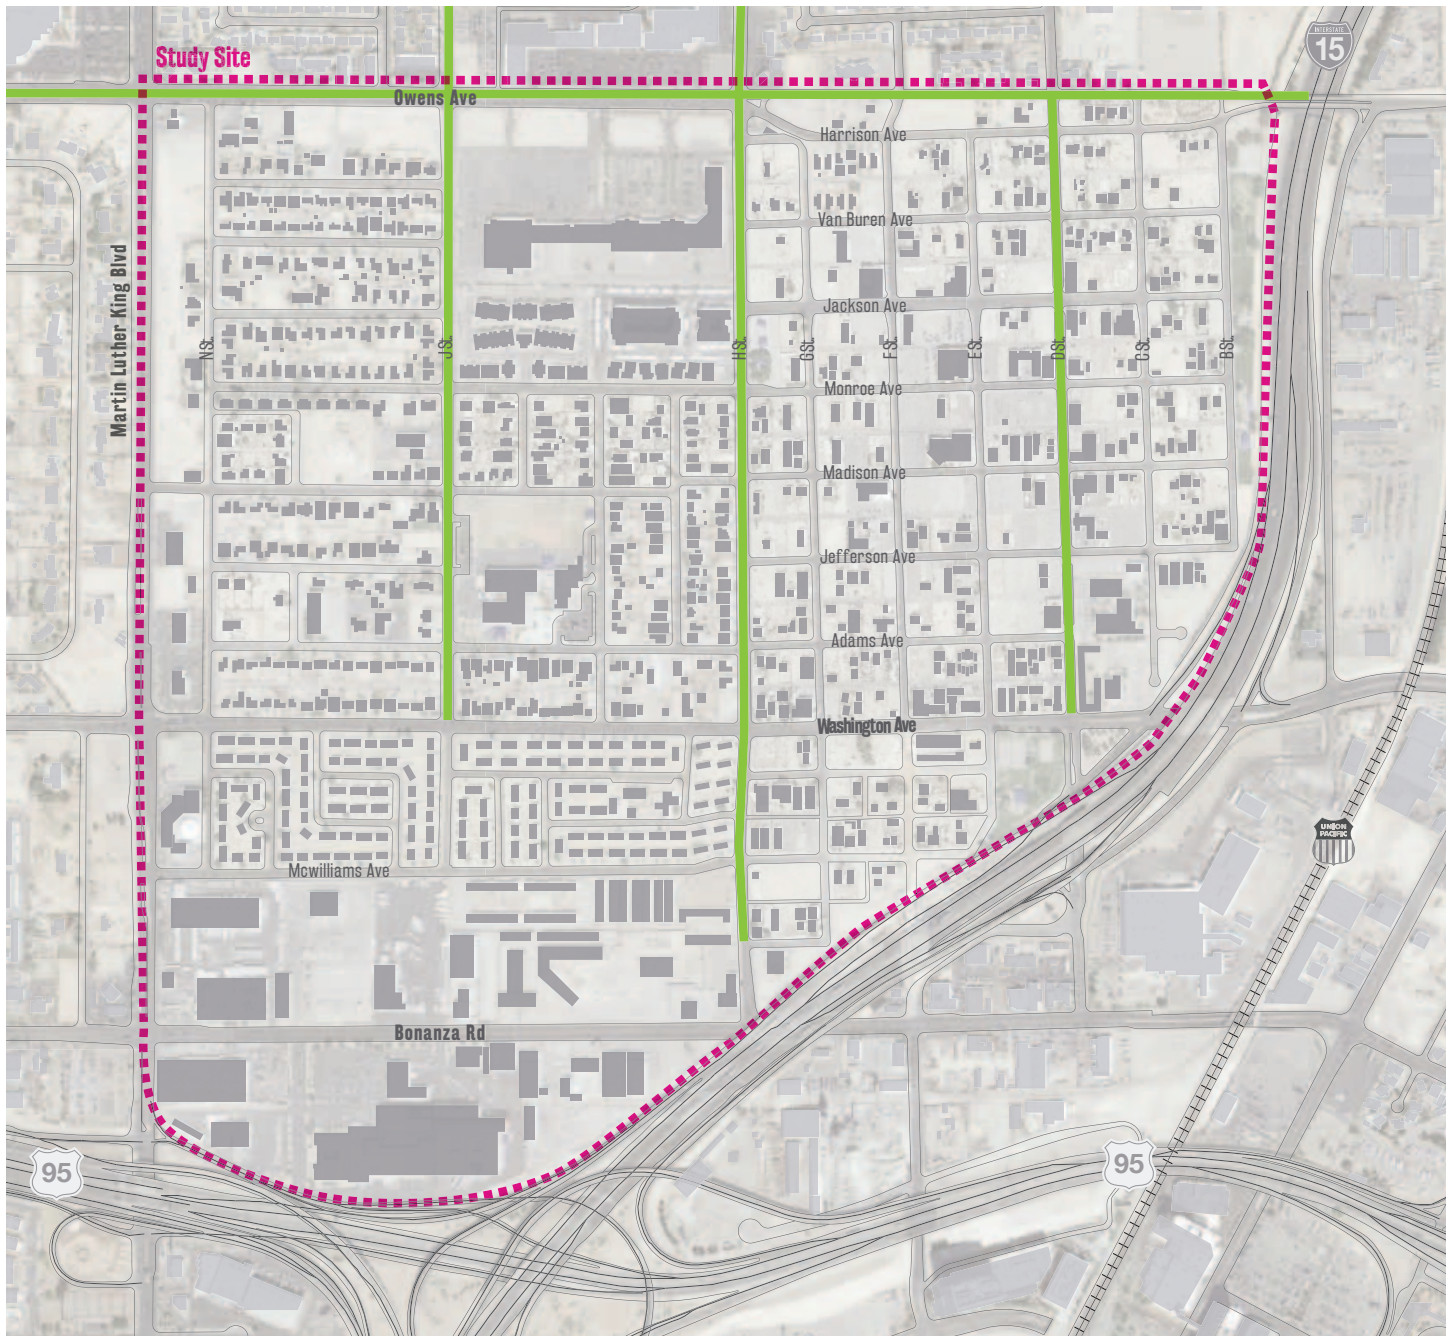 INTERSTATE
15
Study Site
Owens Ave
Harrison Ave
Van Buren Ave
Martin Luther King Blvd
Jackson Ave
N St.
J St.
H St.
G St.
F St.
E St.
D St.
C St.
B St.
Monroe Ave
Madison Ave
Jefferson Ave
Adams Ave
Washington Ave
UNION
PACIFIC
Mcwilliams Ave
Bonanza Rd
95
95